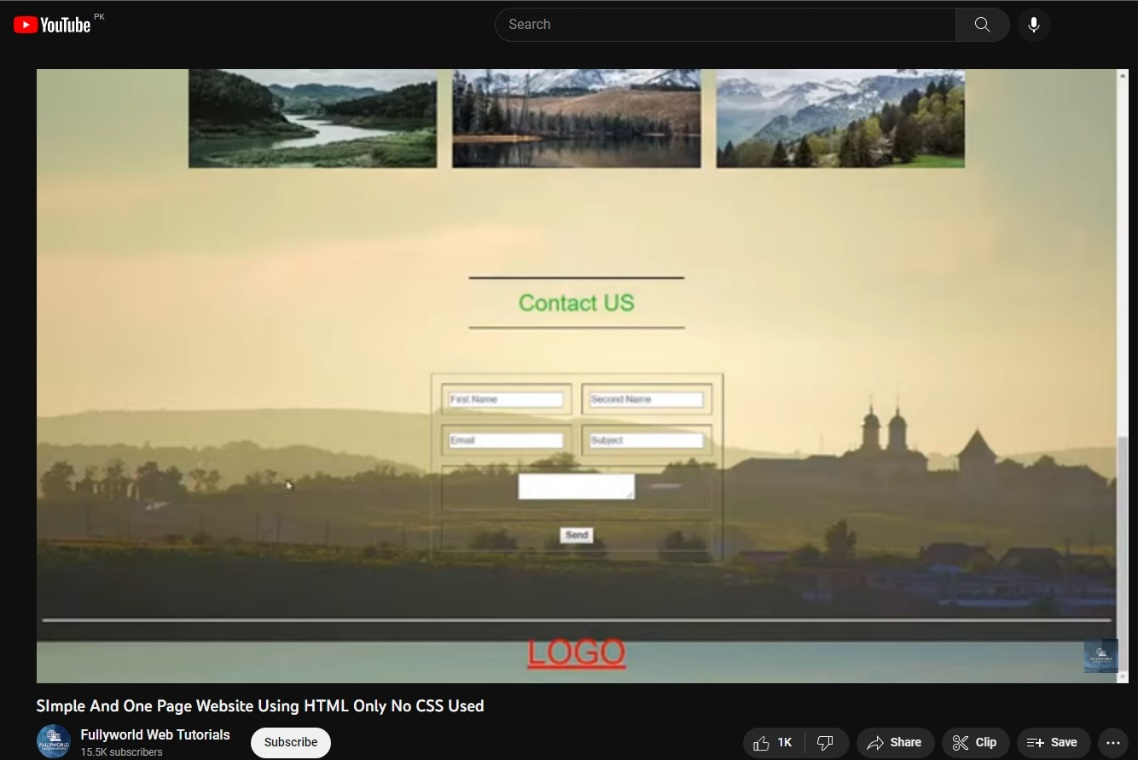 YouTube PK
Search
Contact US
First Name
Second Name
Email
Subject
Send
LOGO
SImple And One Page Website Using HTML Only No CSS Used
Fullyworld Web Tutorials
15.5K subscribers
Subscribe
1K
Share
Clip
Save
FULLYWORLD